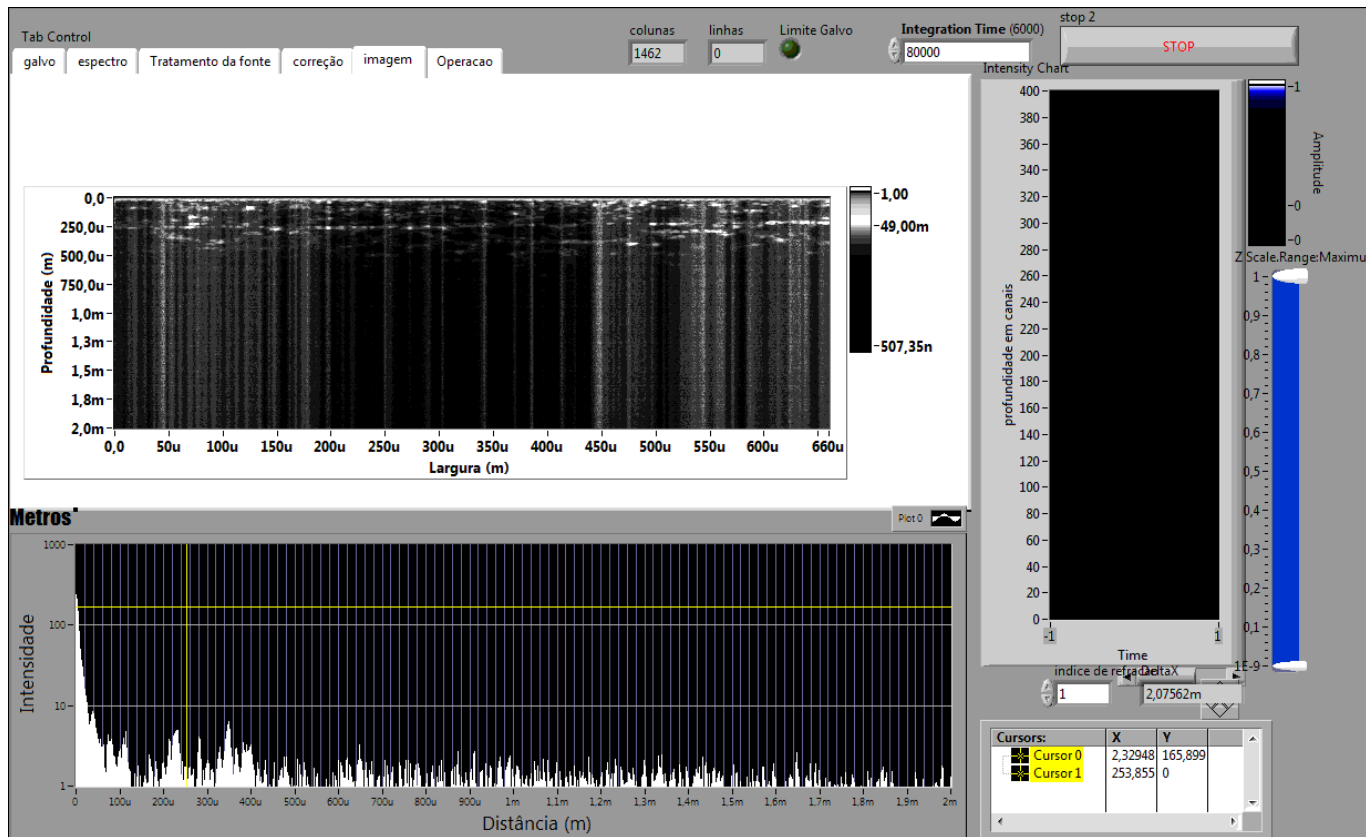 stop 2
Tab Control
colunas linhas Limite Galvo Integration Time (6000)
1462 0 80000 STOP
galvo espectro Tratamento da fonte correção imagem Operacao
Intensity Chart
0,0
250,0u
500,0u
750,0u
1,0m
1,3m
1,5m
1,8m
2,0m
Profundidade (m)
0,0 50u 100u 150u 200u 250u 300u 350u 400u 450u 500u 550u 600u 660u
Largura (m)
1,00
49,00m
507,35n
400
380
360
340
320
300
280
260
240
220
200
180
160
140
120
100
80
60
40
20
0
profundidade em canais
-1 1
Time
1
0
0
Amplitude
Z Scale.Range:Maximu
1
0,9
0,8
0,7
0,6
0,5
0,4
0,3
0,2
0,1
1E-9
Metros
Plot 0
1000
100
10
1
Intensidade
0 100u 200u 300u 400u 500u 600u 700u 800u 900u 1m 1,1m 1,2m 1,3m 1,4m 1,5m 1,6m 1,7m 1,8m 1,9m 2m
Distância (m)
indice de refracao DeltaX
1 2,07562m
Cursors: X Y
Cursor 0 2,32948 165,899
Cursor 1 253,855 0